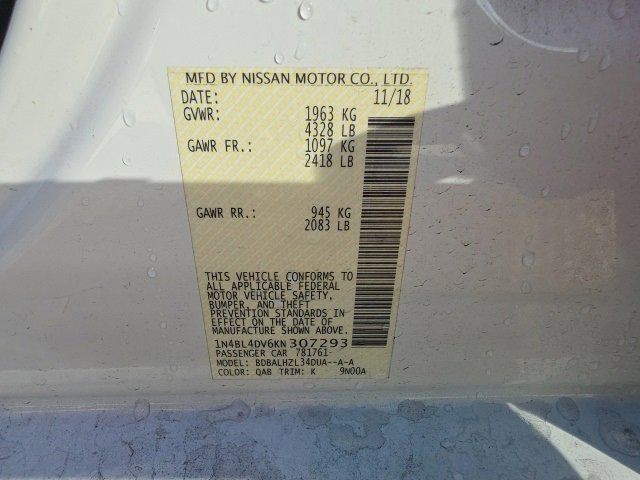 MFD BY NISSAN MOTOR CO., LTD.
DATE: 11/18
GVWR: 1963 KG
4328 LB
GAWR FR.: 1097 KG
2418 LB
GAWR RR.: 945 KG
2083 LB
THIS VEHICLE CONFORMS TO
ALL APPLICABLE FEDERAL
MOTOR VEHICLE SAFETY,
BUMPER, AND THEFT
PREVENTION STANDARDS IN
EFFECT ON THE DATE OF
MANUFACTURE SHOWN ABOVE.
1N4BL4DV6KN307293
PASSENGER CAR 781761-
MODEL: BDBALHZL34DUA--A-A
COLOR: QAB TRIM: K 9N00A